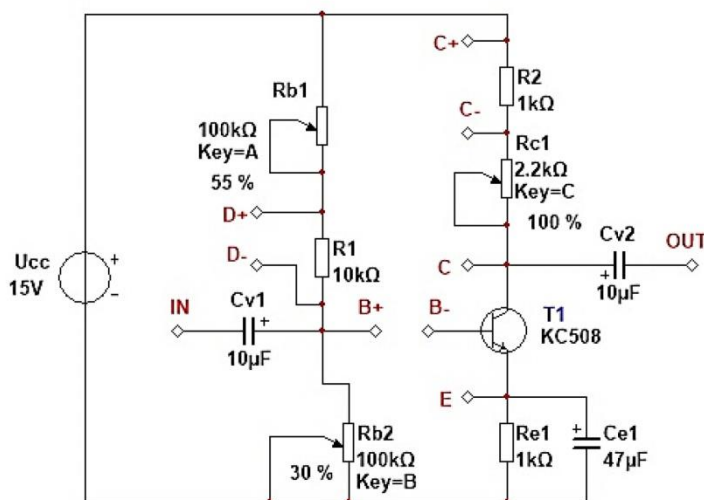 C+
R2
1kΩ
Rb1
C-
100kΩ
Key=A
55 %
Rc1
2.2kΩ
Key=C
100 %
D+
R1
10kΩ
D-
Ucc
15V
+
−
C
Cv2
+
10µF
OUT
IN
Cv1
+
10µF
B+
B-
T1
KC508
E
Rb2
100kΩ
Key=B
30 %
Re1
1kΩ
+
Ce1
47µF